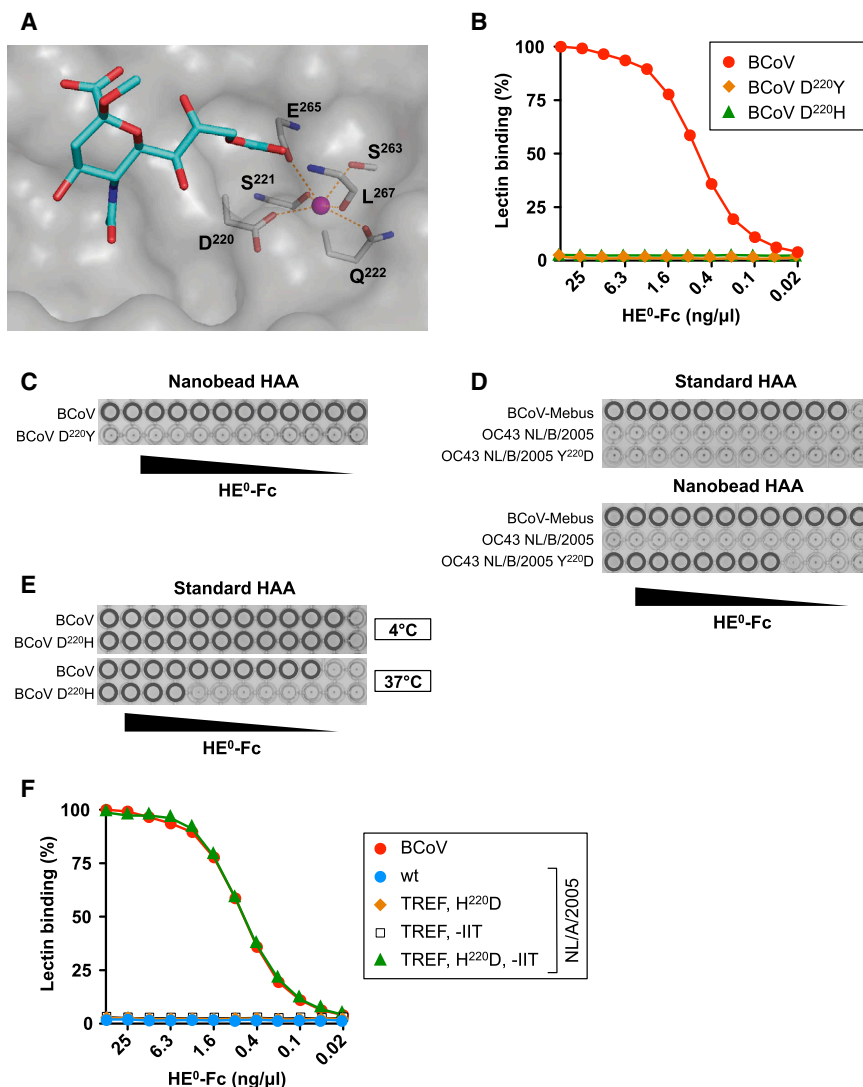 A
E265
S263
S221
L267
D220
Q222
B
Lectin binding (%)
100
75
50
25
0
25
6.3
1.6
0.4
0.1
0.02
HE0-Fc (ng/µl)
BCoV
BCoV D220Y
BCoV D220H
C
Nanobead HAA
BCoV
BCoV D220Y
HE0-Fc
D
Standard HAA
BCoV-Mebus
OC43 NL/B/2005
OC43 NL/B/2005 Y220D
Nanobead HAA
BCoV-Mebus
OC43 NL/B/2005
OC43 NL/B/2005 Y220D
HE0-Fc
E
Standard HAA
BCoV
BCoV D220H
4°C
BCoV
BCoV D220H
37°C
HE0-Fc
F
Lectin binding (%)
100
75
50
25
0
25
6.3
1.6
0.4
0.1
0.02
HE0-Fc (ng/µl)
BCoV
wt
TREF, H220D
TREF, -IIT
TREF, H220D, -IIT
NL/A/2005